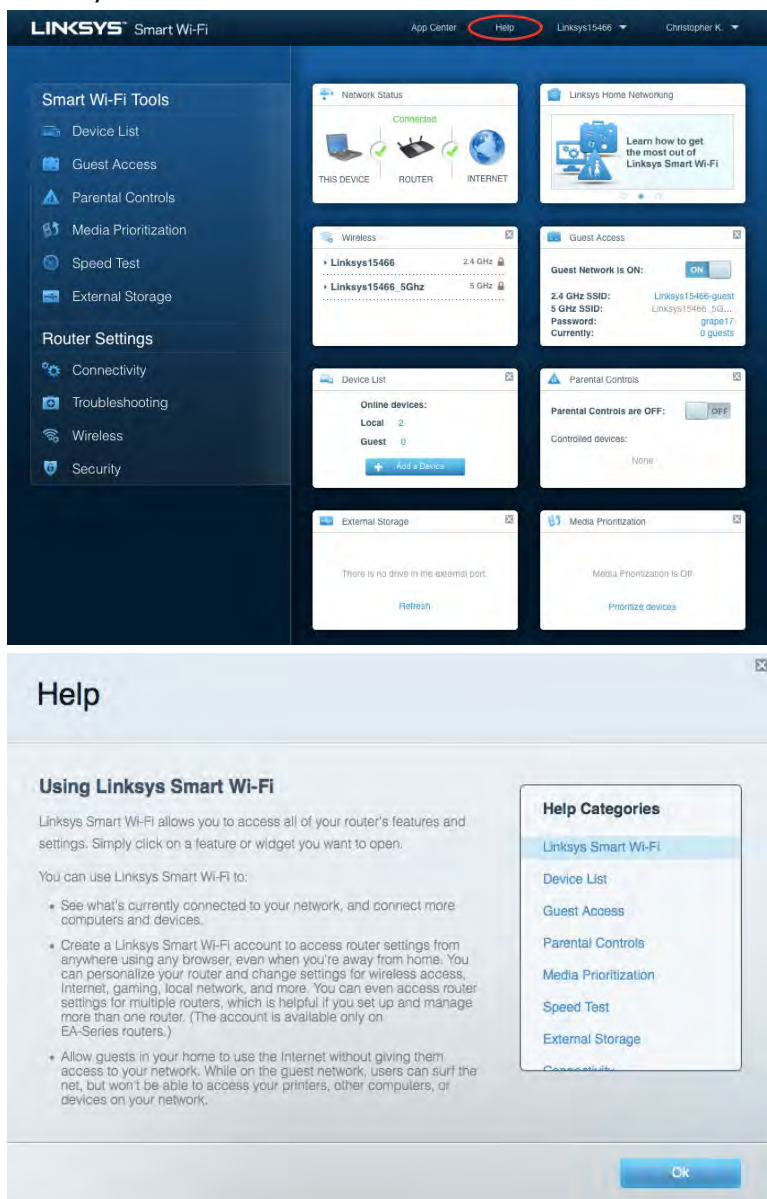 LINKSYS Smart Wi-Fi
App Center
Help
Linksys15466
Christopher K.
Smart Wi-Fi Tools
Device List
Guest Access
Parental Controls
Media Prioritization
Speed Test
External Storage
Router Settings
Connectivity
Troubleshooting
Wireless
Security
Network Status
Connected
THIS DEVICE
ROUTER
INTERNET
Linksys Home Networking
Learn how to get
the most out of
Linksys Smart Wi-Fi
Wireless
Linksys15466 2.4 GHz
Linksys15466_5Ghz 5 GHz
Guest Access
Guest Network is ON: ON
2.4 GHz SSID: Linksys15466-guest
5 GHz SSID: Linksys15466_5G...
Password: grape17
Currently: 0 guests
Device List
Online devices:
Local 2
Guest 0
Add a Device
Parental Controls
Parental Controls are OFF: OFF
Controlled devices:
None
External Storage
There is no drive in the external port.
Refresh
Media Prioritization
Media Prioritization is Off
Prioritize devices
Help
Using Linksys Smart Wi-Fi
Linksys Smart Wi-Fi allows you to access all of your router's features and
settings. Simply click on a feature or widget you want to open.
You can use Linksys Smart Wi-Fi to:
• See what's currently connected to your network, and connect more
computers and devices.
• Create a Linksys Smart Wi-Fi account to access router settings from
anywhere using any browser, even when you're away from home. You
can personalize your router and change settings for wireless access,
Internet, gaming, local network, and more. You can even access router
settings for multiple routers, which is helpful if you set up and manage
more than one router. (The account is available only on
EA-Series routers.)
• Allow guests in your home to use the Internet without giving them
access to your network. While on the guest network, users can surf the
net, but won't be able to access your printers, other computers, or
devices on your network.
Help Categories
Linksys Smart Wi-Fi
Device List
Guest Access
Parental Controls
Media Prioritization
Speed Test
External Storage
Connectivity
Ok